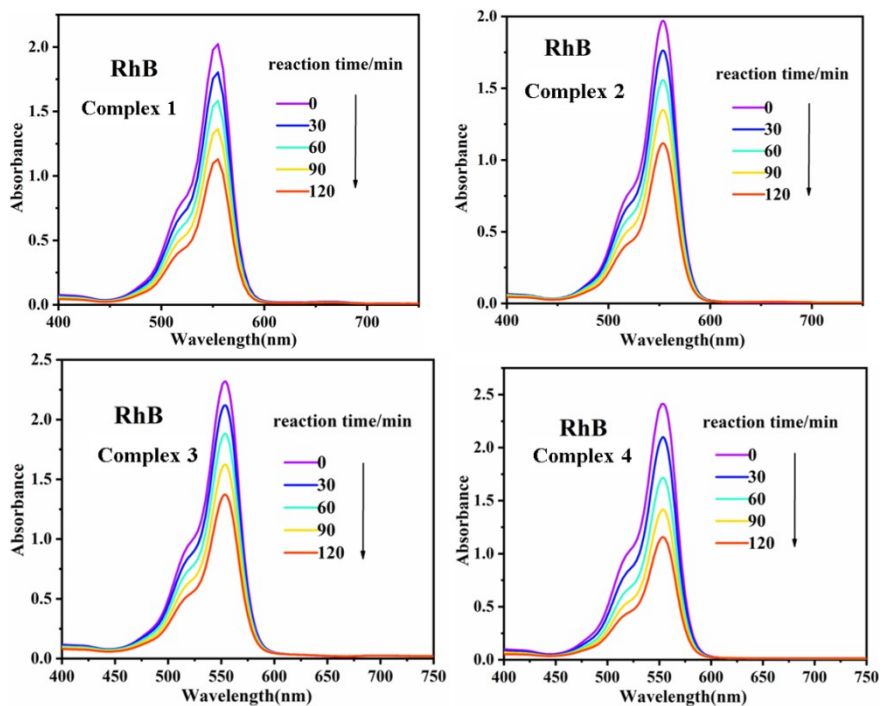 RhB
Complex 1
reaction time/min
0
30
60
90
120
Absorbance
2.0
1.5
1.0
0.5
0.0
400 500 600 700
Wavelength(nm)
RhB
Complex 2
reaction time/min
0
30
60
90
120
Absorbance
2.0
1.5
1.0
0.5
0.0
400 500 600 700
Wavelength(nm)
RhB
Complex 3
reaction time/min
0
30
60
90
120
Absorbance
2.5
2.0
1.5
1.0
0.5
0.0
400 450 500 550 600 650 700 750
Wavelength(nm)
RhB
Complex 4
reaction time/min
0
30
60
90
120
Absorbance
2.5
2.0
1.5
1.0
0.5
0.0
400 450 500 550 600 650 700 750 800
Wavelength(nm)